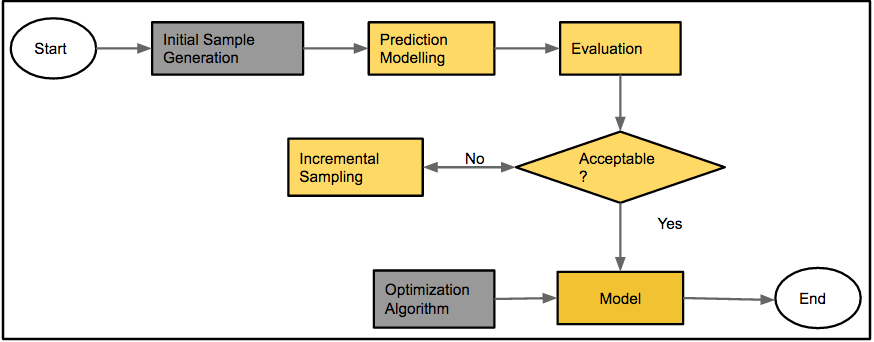 Start
Initial Sample
Generation
Prediction
Modelling
Evaluation
Incremental
Sampling
No
Acceptable
?
Yes
Optimization
Algorithm
Model
End